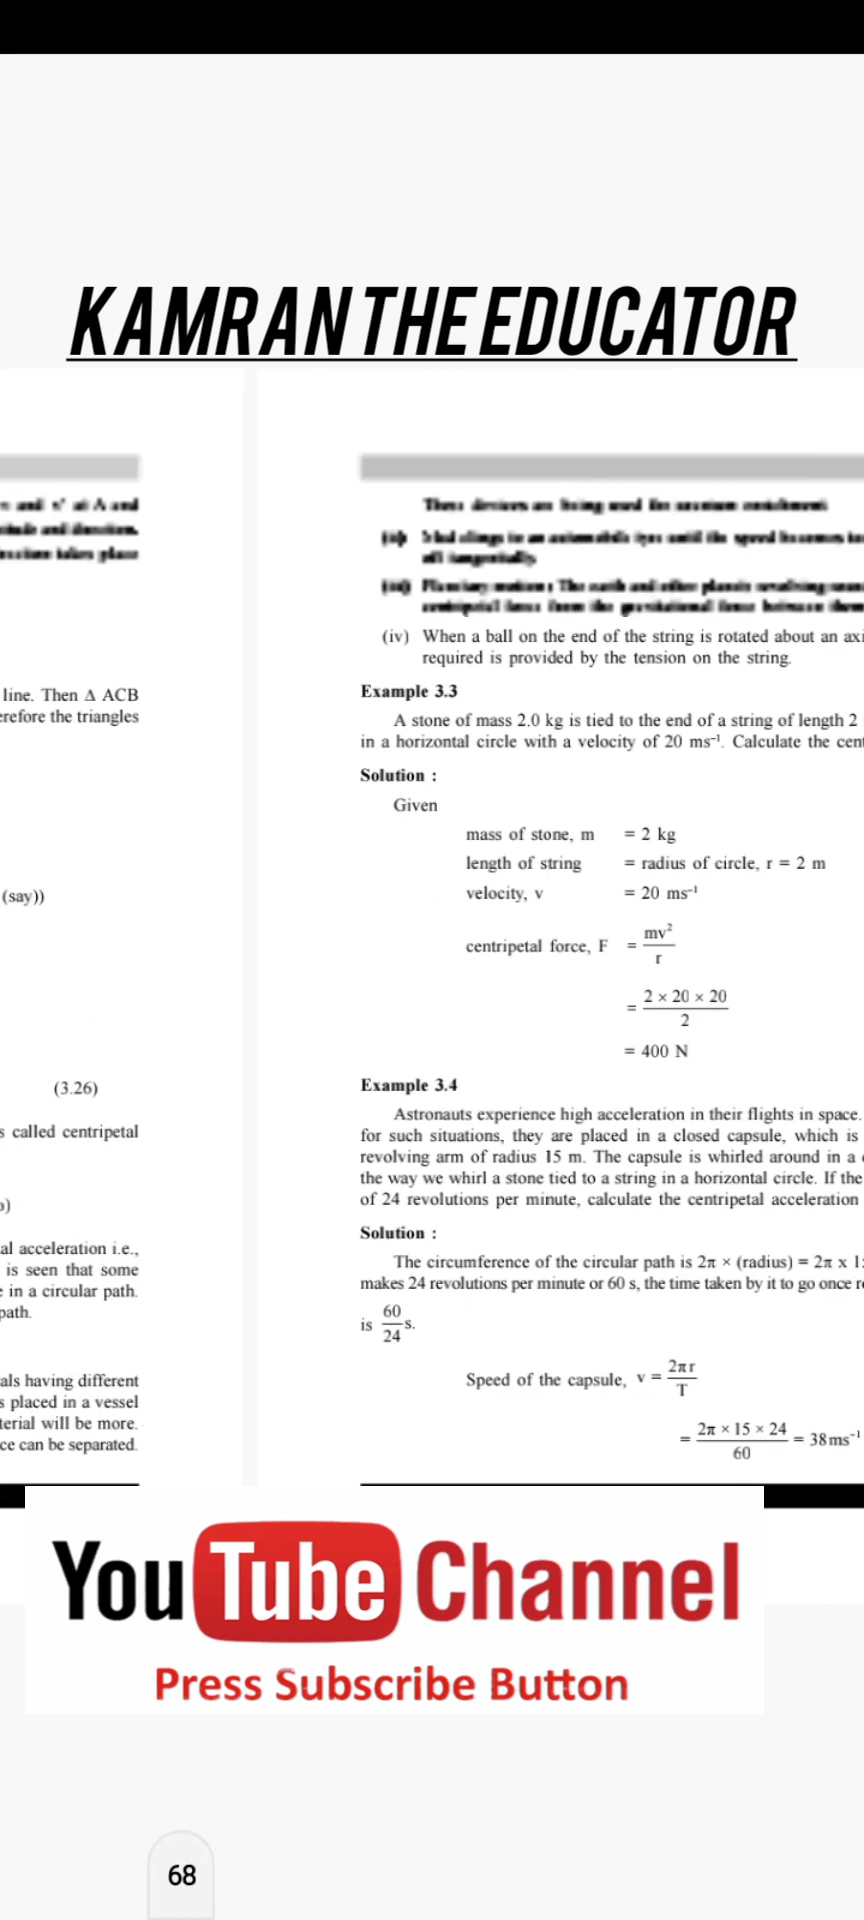 KAMRAN THE EDUCATOR
line. Then Δ ACB
erefore the triangles
(say))
(3.26)
s called centripetal
al acceleration i.e.,
is seen that some
in a circular path.
path.
als having different
s placed in a vessel
terial will be more.
ce can be separated.
(iv) When a ball on the end of the string is rotated about an axi
required is provided by the tension on the string.
Example 3.3
A stone of mass 2.0 kg is tied to the end of a string of length 2
in a horizontal circle with a velocity of 20 ms⁻¹. Calculate the cent
Solution :
Given
mass of stone, m = 2 kg
length of string = radius of circle, r = 2 m
velocity, v = 20 ms⁻¹
centripetal force, F = mv²/r
= 2 × 20 × 20 / 2
= 400 N
Example 3.4
Astronauts experience high acceleration in their flights in space.
for such situations, they are placed in a closed capsule, which is
revolving arm of radius 15 m. The capsule is whirled around in a
the way we whirl a stone tied to a string in a horizontal circle. If the
of 24 revolutions per minute, calculate the centripetal acceleration
Solution :
The circumference of the circular path is 2π × (radius) = 2π x 1
makes 24 revolutions per minute or 60 s, the time taken by it to go once r
is 60/24 s.
Speed of the capsule, v = 2πr/T
= 2π × 15 × 24 / 60 = 38 ms⁻¹
YouTube Channel
Press Subscribe Button
68